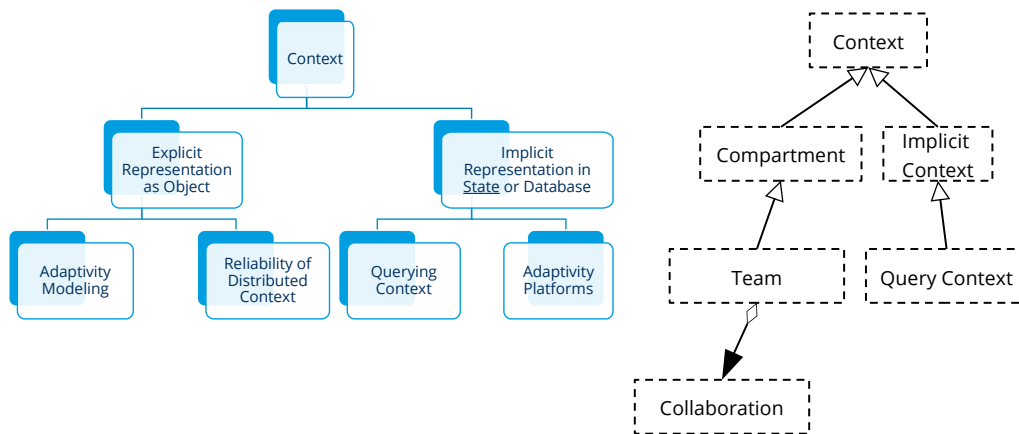 Context
Explicit
Representation
as Object
Implicit
Representation in
State or Database
Adaptivity
Modeling
Reliability of
Distributed
Context
Querying
Context
Adaptivity
Platforms
Context
Compartment
Implicit
Context
Team
Query Context
Collaboration